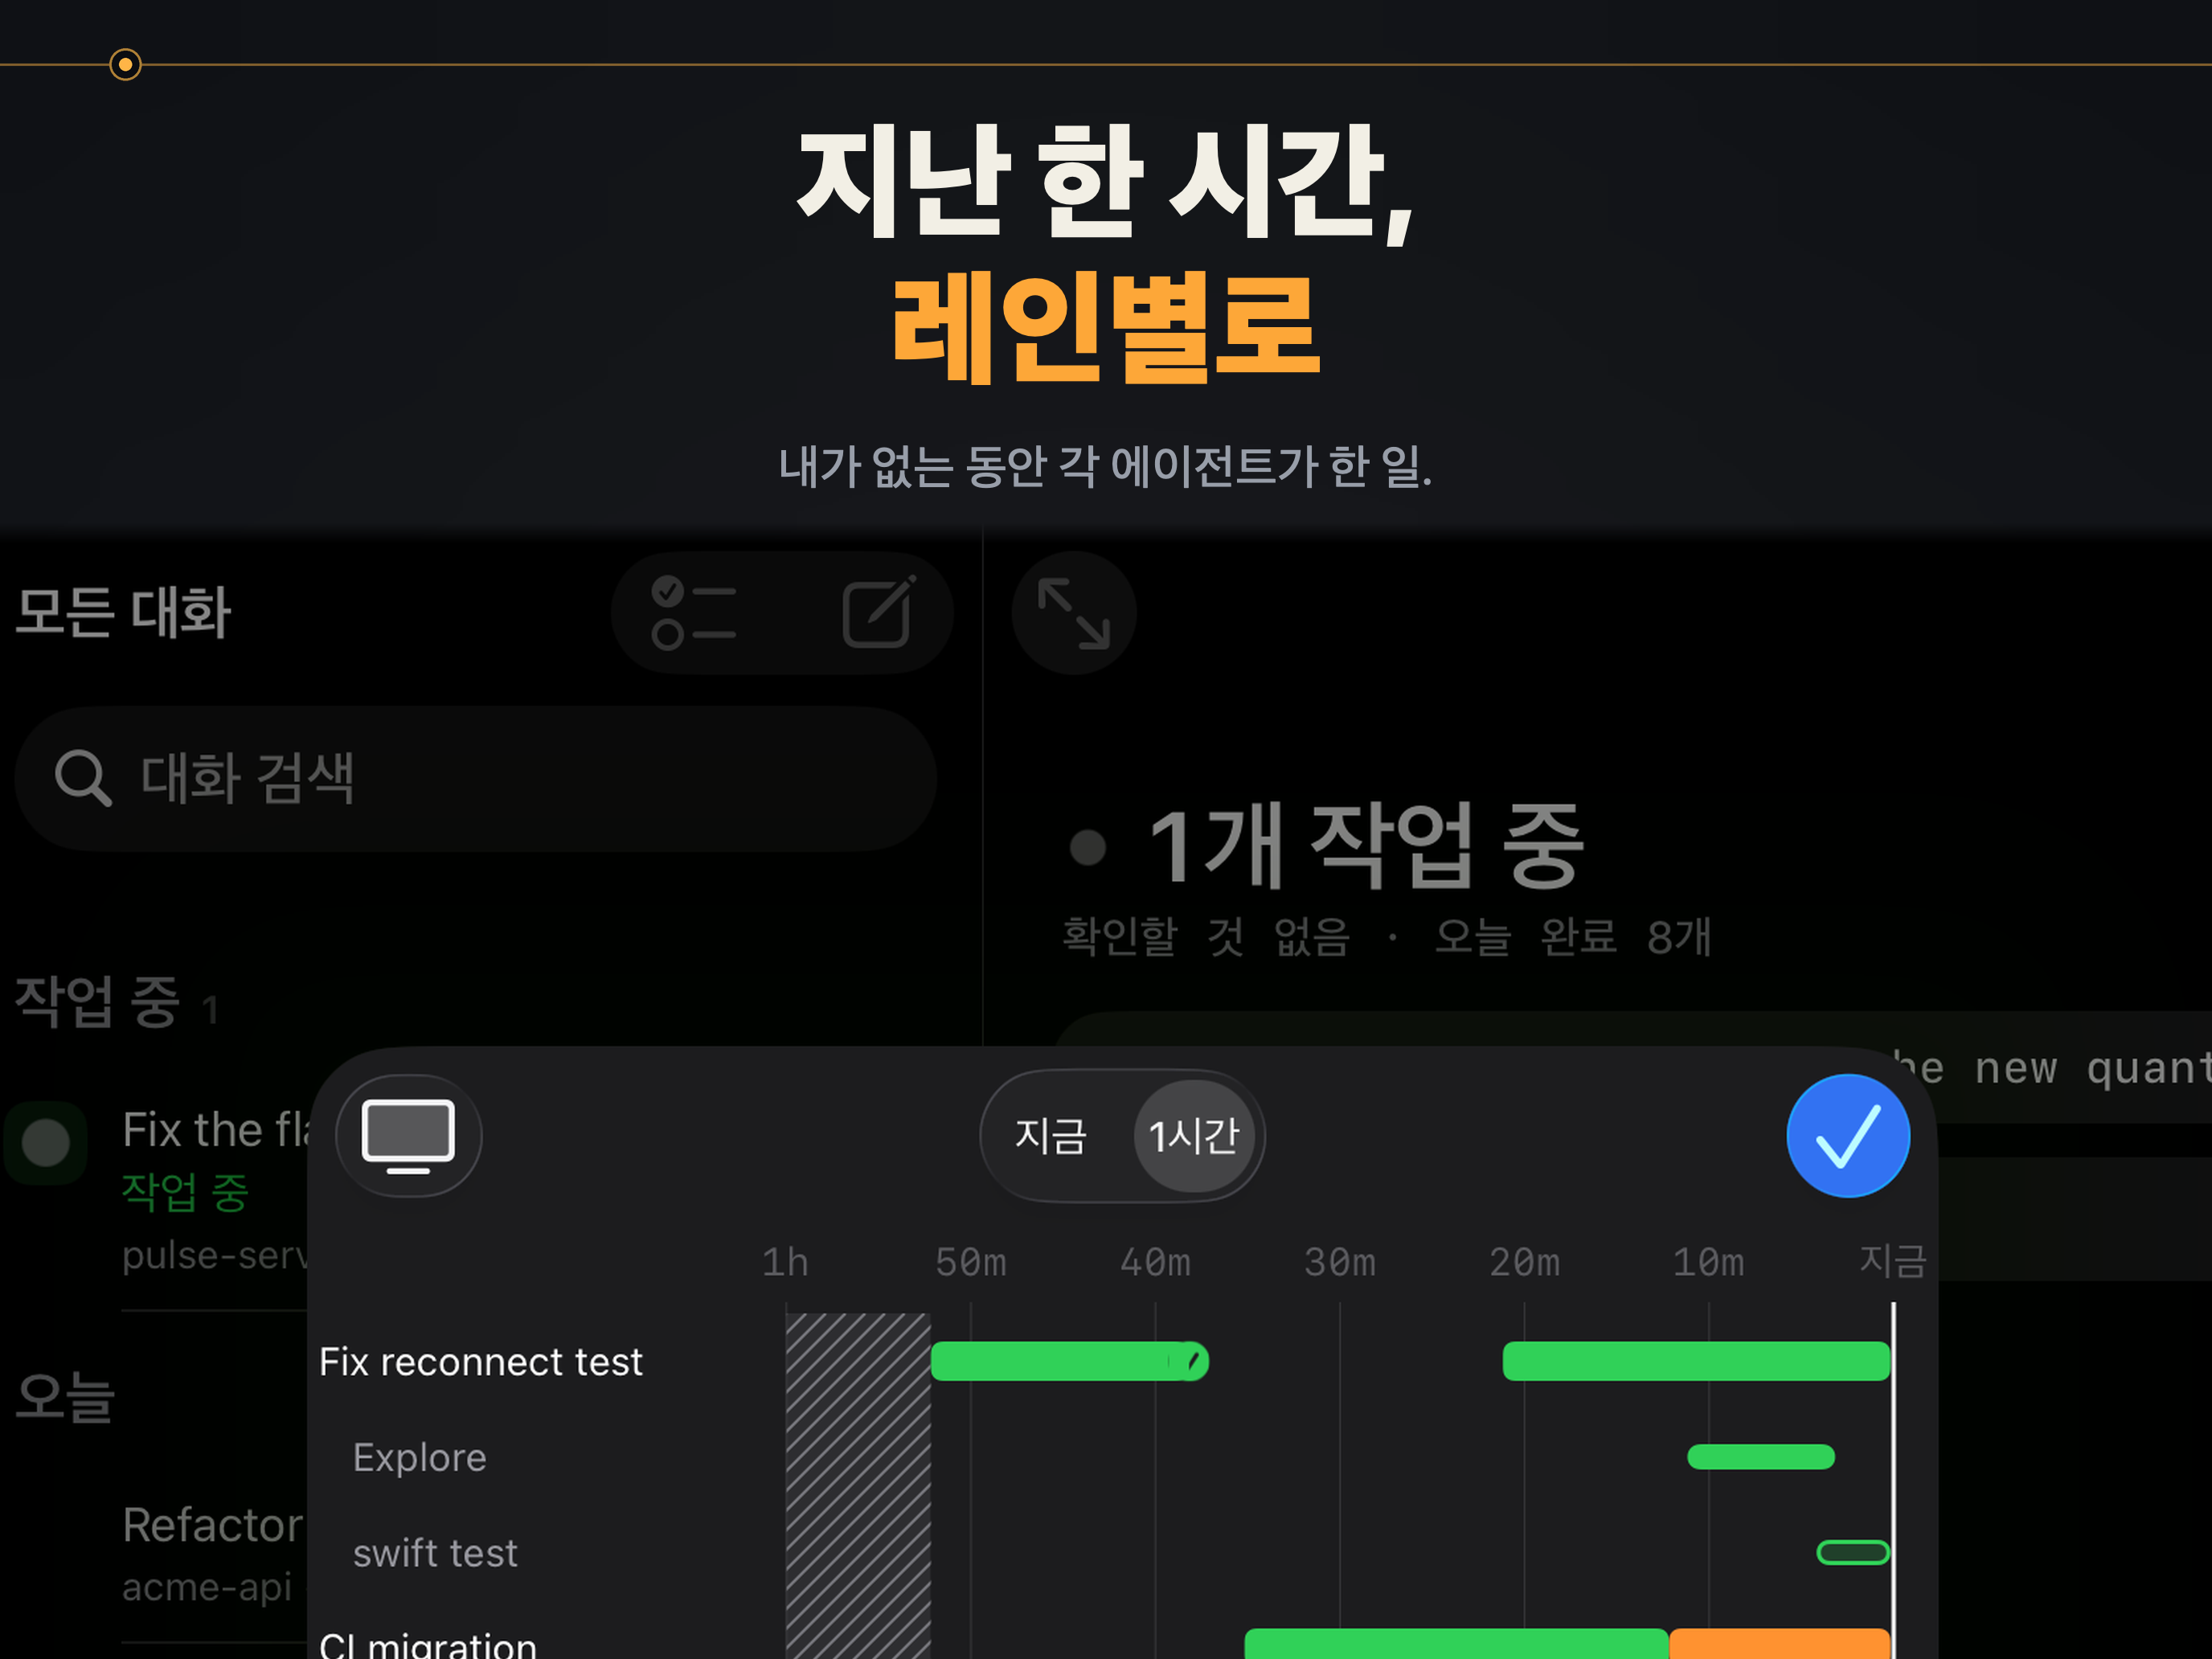 지난 한 시간,
레인별로
내가 없는 동안 각 에이전트가 한 일.
모든 대화
대화 검색
1개 작업 중
확인할 것 없음 · 오늘 완료 8개
작업 중 1
he new quant
Fix the fla
작업 중
pulse-serv
지금 1시간
1h 50m 40m 30m 20m 10m 지금
Fix reconnect test
오늘
Explore
Refactor
swift test
acme-api
CI migration